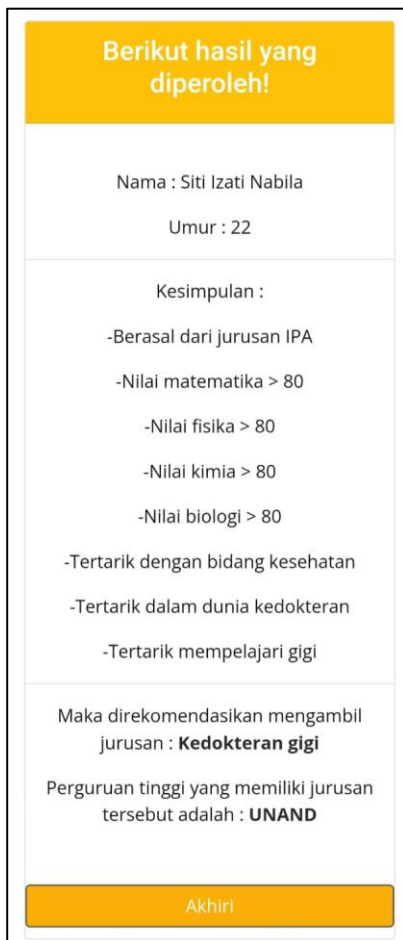 Berikut hasil yang
diperoleh!
Nama : Siti Izati Nabila
Umur : 22
Kesimpulan :
-Berasal dari jurusan IPA
-Nilai matematika > 80
-Nilai fisika > 80
-Nilai kimia > 80
-Nilai biologi > 80
-Tertarik dengan bidang kesehatan
-Tertarik dalam dunia kedokteran
-Tertarik mempelajari gigi
Maka direkomendasikan mengambil
jurusan : Kedokteran gigi
Perguruan tinggi yang memiliki jurusan
tersebut adalah : UNAND
Akhiri